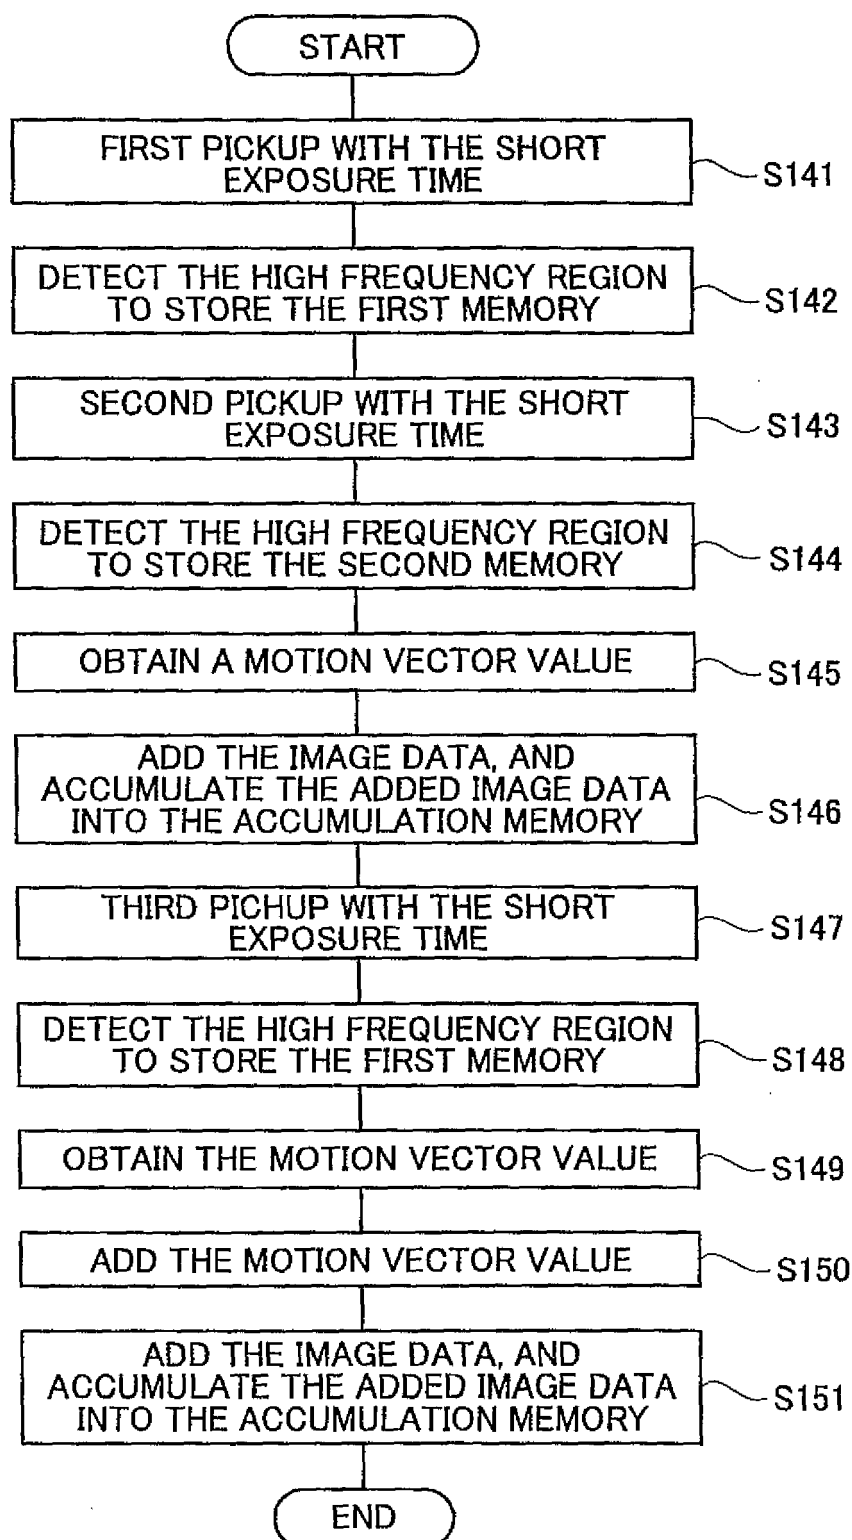 START
FIRST PICKUP WITH THE SHORT
EXPOSURE TIME
S141
DETECT THE HIGH FREQUENCY REGION
TO STORE THE FIRST MEMORY
S142
SECOND PICKUP WITH THE SHORT
EXPOSURE TIME
S143
DETECT THE HIGH FREQUENCY REGION
TO STORE THE SECOND MEMORY
S144
OBTAIN A MOTION VECTOR VALUE
S145
ADD THE IMAGE DATA, AND
ACCUMULATE THE ADDED IMAGE DATA
INTO THE ACCUMULATION MEMORY
S146
THIRD PICHUP WITH THE SHORT
EXPOSURE TIME
S147
DETECT THE HIGH FREQUENCY REGION
TO STORE THE FIRST MEMORY
S148
OBTAIN THE MOTION VECTOR VALUE
S149
ADD THE MOTION VECTOR VALUE
S150
ADD THE IMAGE DATA, AND
ACCUMULATE THE ADDED IMAGE DATA
INTO THE ACCUMULATION MEMORY
S151
END